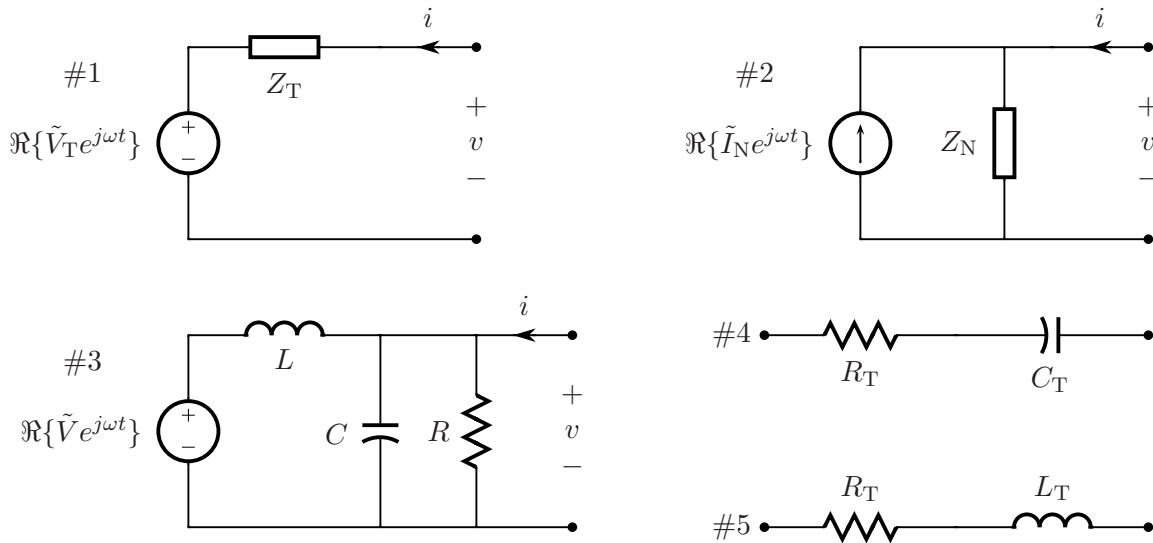 #1
i
Z_T
ℜ{Ṽ_T e^{jωt}}
+
−
+
v
−
#2
i
ℜ{Ĩ_N e^{jωt}}
Z_N
+
v
−
#3
i
L
ℜ{Ṽ e^{jωt}}
+
−
C
R
+
v
−
#4
R_T
C_T
#5
R_T
L_T